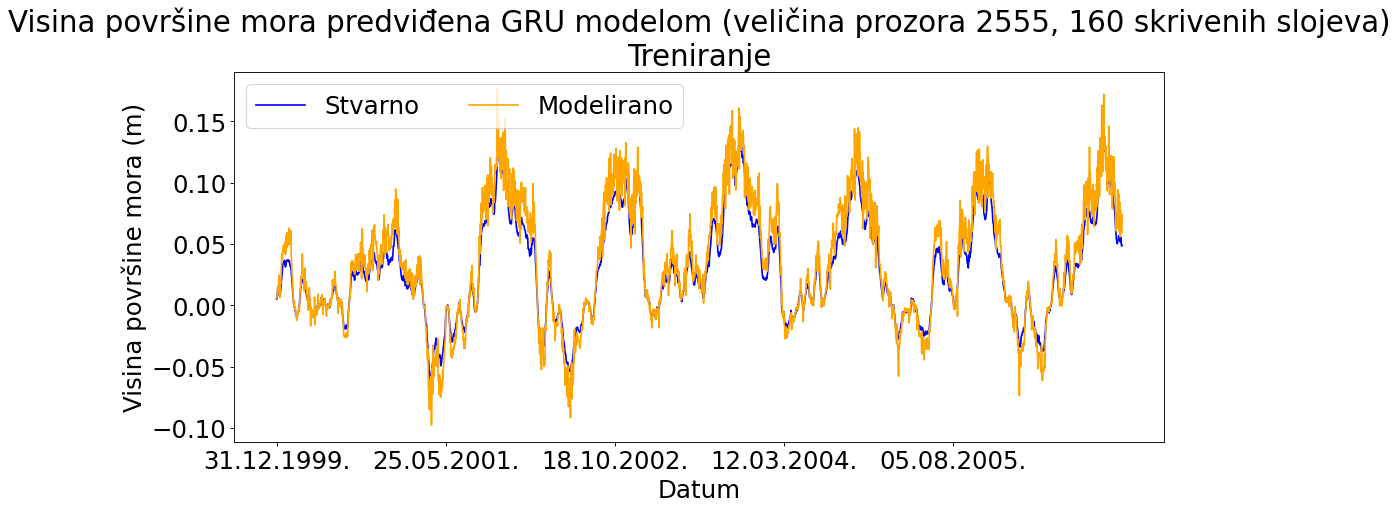 Visina površine mora predviđena GRU modelom (veličina prozora 2555, 160 skrivenih slojeva)
Treniranje
Stvarno
Modelirano
Visina površine mora (m)
0.15
0.10
0.05
0.00
−0.05
−0.10
31.12.1999.
25.05.2001.
18.10.2002.
12.03.2004.
05.08.2005.
Datum